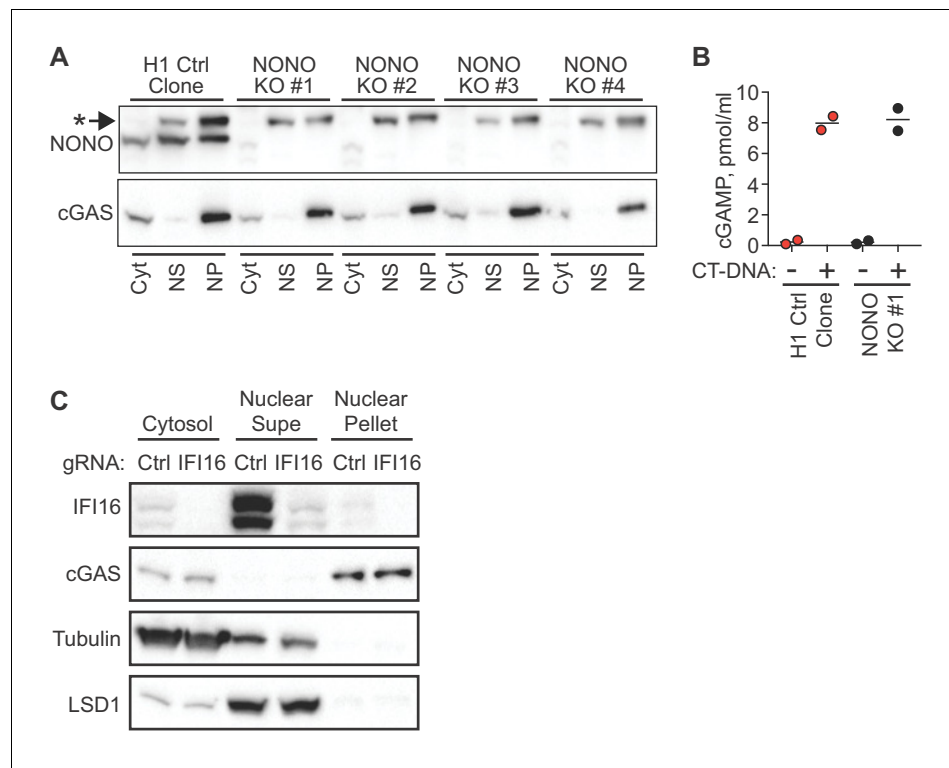 A
H1 Ctrl Clone
NONO KO #1
NONO KO #2
NONO KO #3
NONO KO #4
*
NONO
cGAS
Cyt NS NP Cyt NS NP Cyt NS NP Cyt NS NP Cyt NS NP
B
cGAMP, pmol/ml
10
8
6
4
2
0
CT-DNA: - + - +
H1 Ctrl Clone
NONO KO #1
C
Cytosol
Nuclear Supe
Nuclear Pellet
gRNA: Ctrl IFI16 Ctrl IFI16 Ctrl IFI16
IFI16
cGAS
Tubulin
LSD1